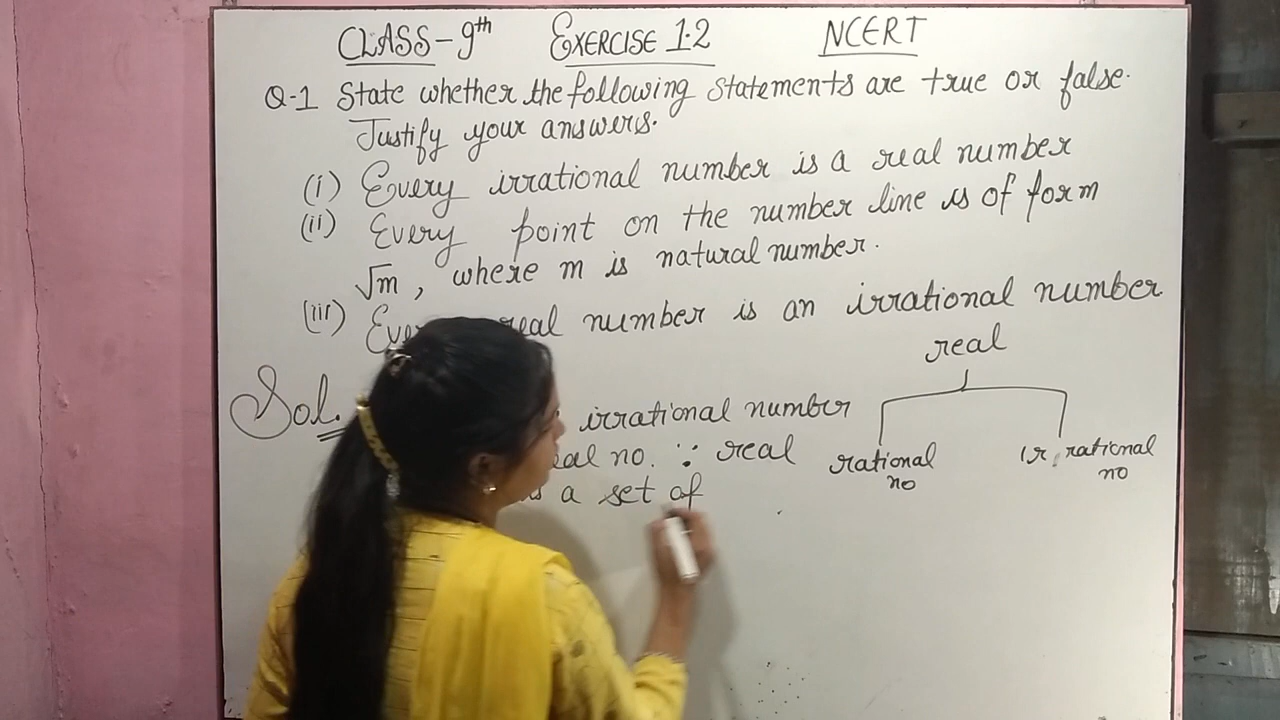 CLASS-9th EXERCISE 1.2 NCERT
Q-1 State whether the following statements are true or false.
Justify your answers.
(i) Every irrational number is a real number
(ii) Every point on the number line is of form
√m, where m is natural number.
(iii) real number is an irrational number
real
Sol. irrational number
no. ∵ real
rational no
irrational no
a set of